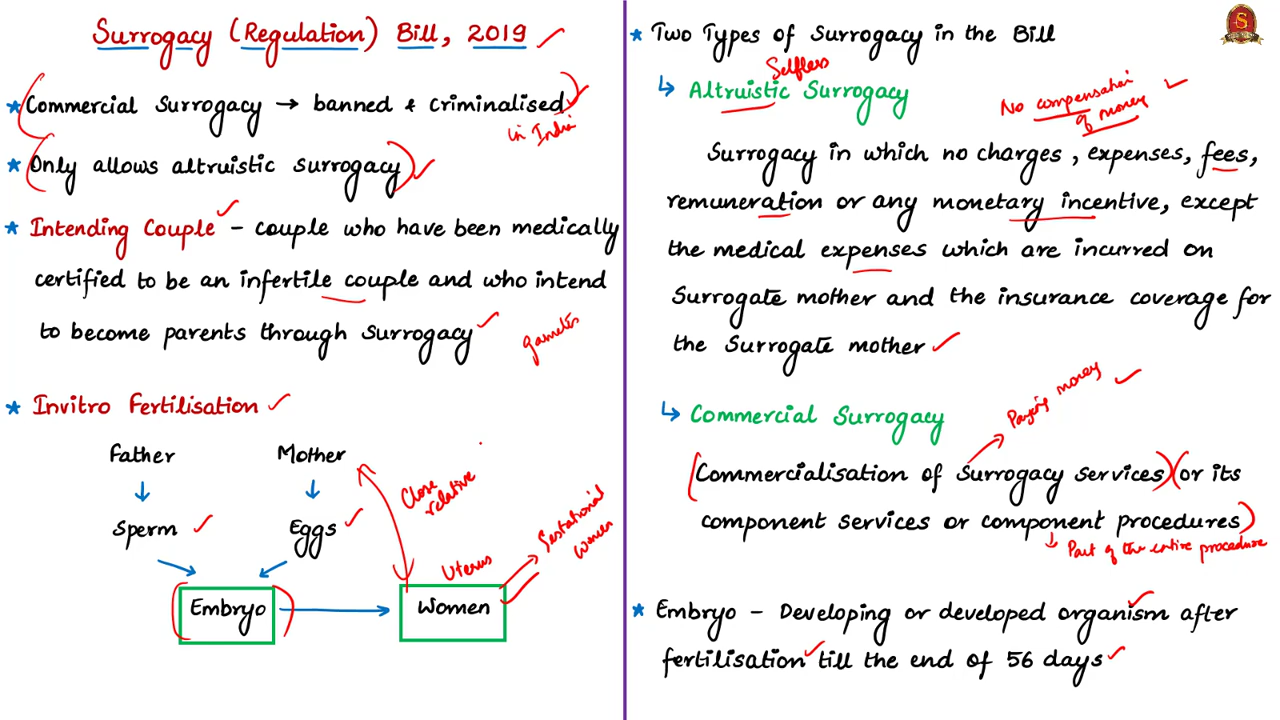 Surrogacy (Regulation) Bill, 2019
* Commercial Surrogacy → banned & Criminalised
in India
* Only allows altruistic surrogacy
* Intending Couple - couple who have been medically
certified to be an infertile couple and who intend
to become parents through Surrogacy
gametes
* Invitro Fertilisation
Father Mother
Sperm Eggs
Close
relative
Uterus
Gestational
women
Embryo → Women
* Two Types of Surrogacy in the Bill
Selfless
↳ Altruistic Surrogacy
No compensation
of money
Surrogacy in which no charges, expenses, fees,
remuneration or any monetary incentive, except
the medical expenses which are incurred on
Surrogate mother and the insurance coverage for
the Surrogate mother
↳ Commercial Surrogacy
Paying money
(Commercialisation of Surrogacy services) (or its
component services or component procedures)
Part of the entire procedure
* Embryo - Developing or developed organism after
fertilisation till the end of 56 days
S